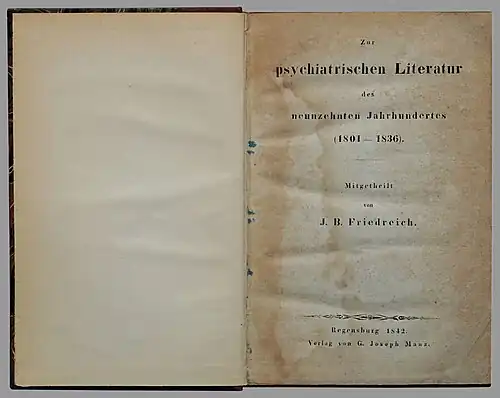 Zur
psychiatrischen Literatur
des
neunzehnten Jahrhundertes
(1801 — 1836).
Mitgetheilt
von
J. B. Friedreich.
Regensburg 1842.
Verlag von G. Joseph Manz.